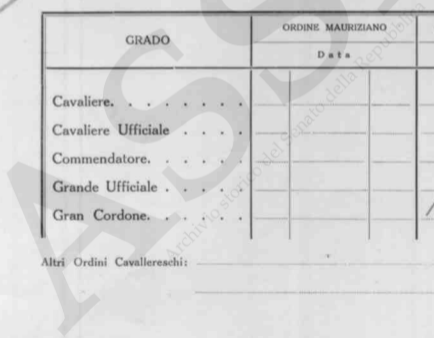 GRADO
ORDINE MAURIZIANO
Data
Cavaliere. . . . . . . .
Cavaliere Ufficiale . . . .
Commendatore. . . . . .
Grande Ufficiale . . . . .
Gran Cordone. . . . . .
Altri Ordini Cavallereschi:
ASSR
Archivio storico del Senato della Repubblica